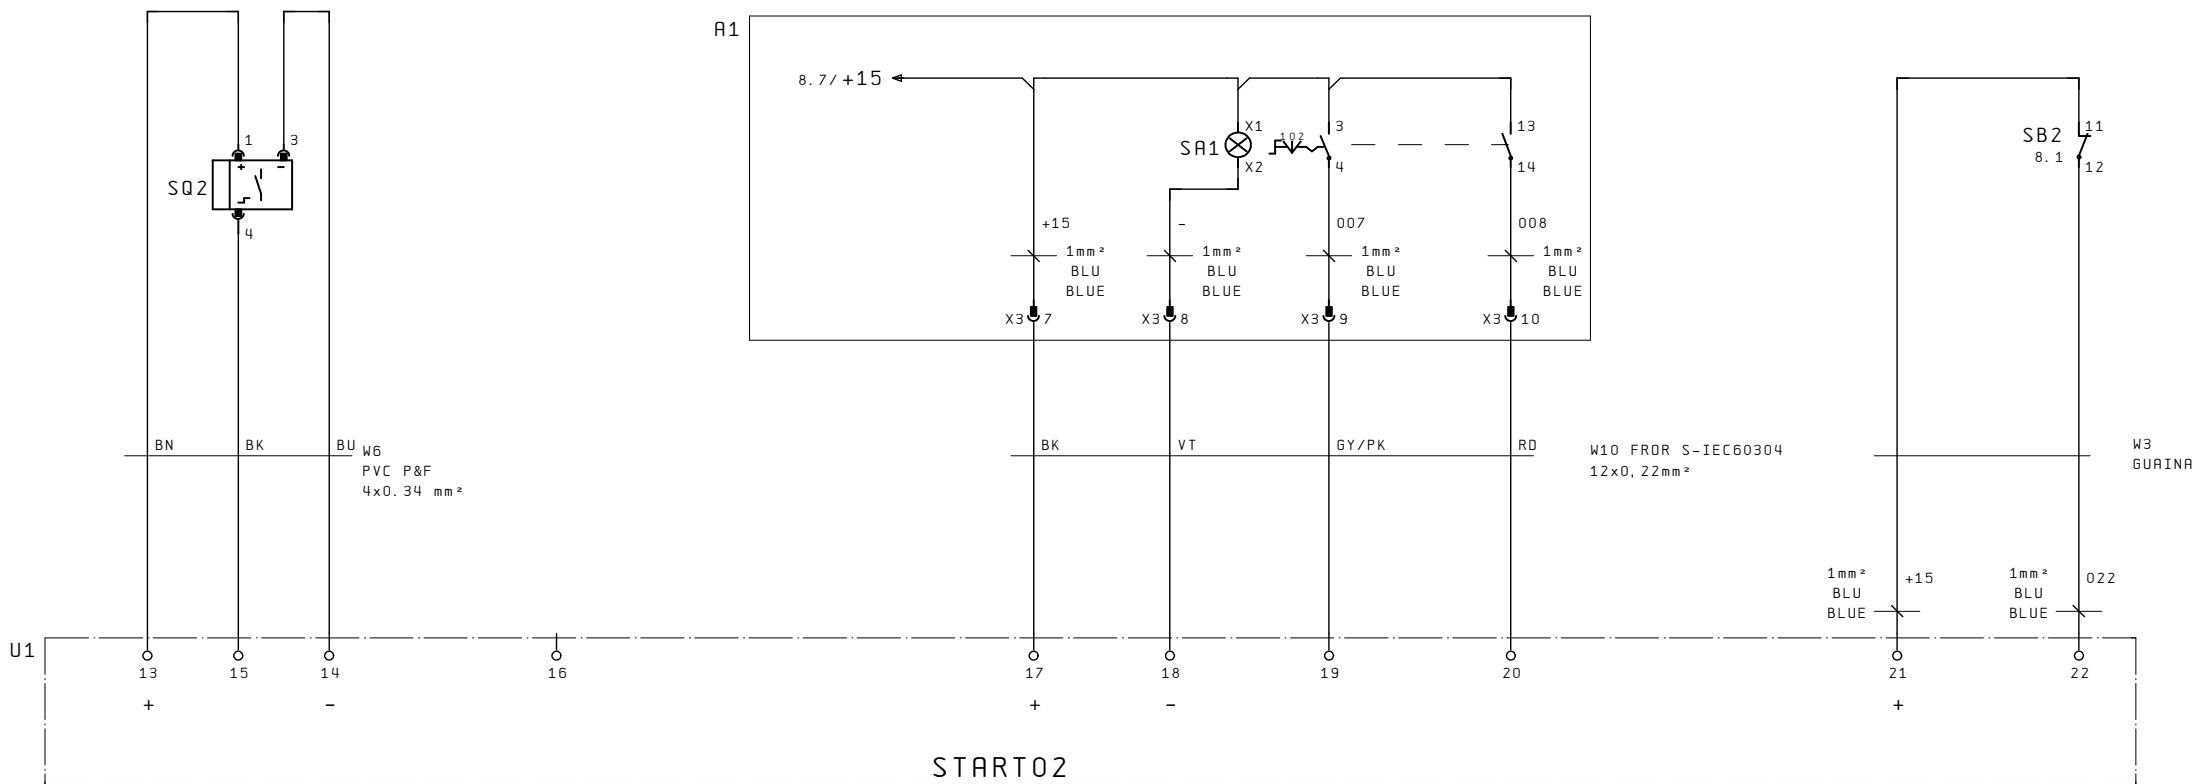 A1
8.7/+15
1 3
+ -
SQ2
4
X1
SA1
X2
102
3
4
13
14
SB2
8.1
11
12
+15
1mm²
BLU
BLUE
-
1mm²
BLU
BLUE
007
1mm²
BLU
BLUE
008
1mm²
BLU
BLUE
X3 7
X3 8
X3 9
X3 10
BN BK BU
W6
PVC P&F
4x0.34 mm²
BK VT GY/PK RD
W10 FROR S-IEC60304
12x0,22mm²
W3
GUAINA
1mm²
BLU
BLUE
+15
1mm²
BLU
BLUE
022
U1
13 15 14 16 17 18 19 20 21 22
+ - + - +
START02